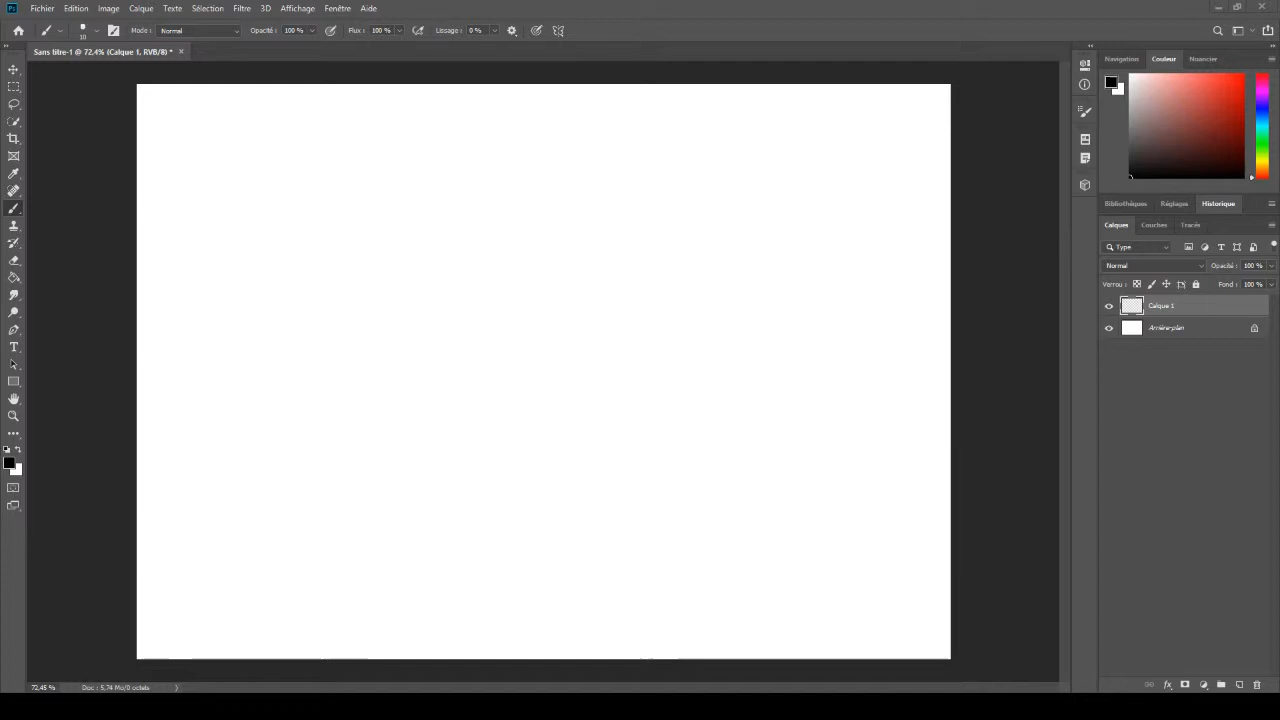 Ps Fichier Edition Image Calque Texte Sélection Filtre 3D Affichage Fenêtre Aide
10 Mode : Normal Opacité : 100 % Flux : 100 % Lissage : 0 %
Sans titre-1 @ 72,4% (Calque 1, RVB/8) * ×
Navigation Couleur Nuancier
Bibliothèques Réglages Historique
Calques Couches Tracés
Type
Normal Opacité : 100 %
Verrou : Fond : 100 %
Calque 1
Arrière-plan
72,45 % Doc : 5,74 Mo/0 octets